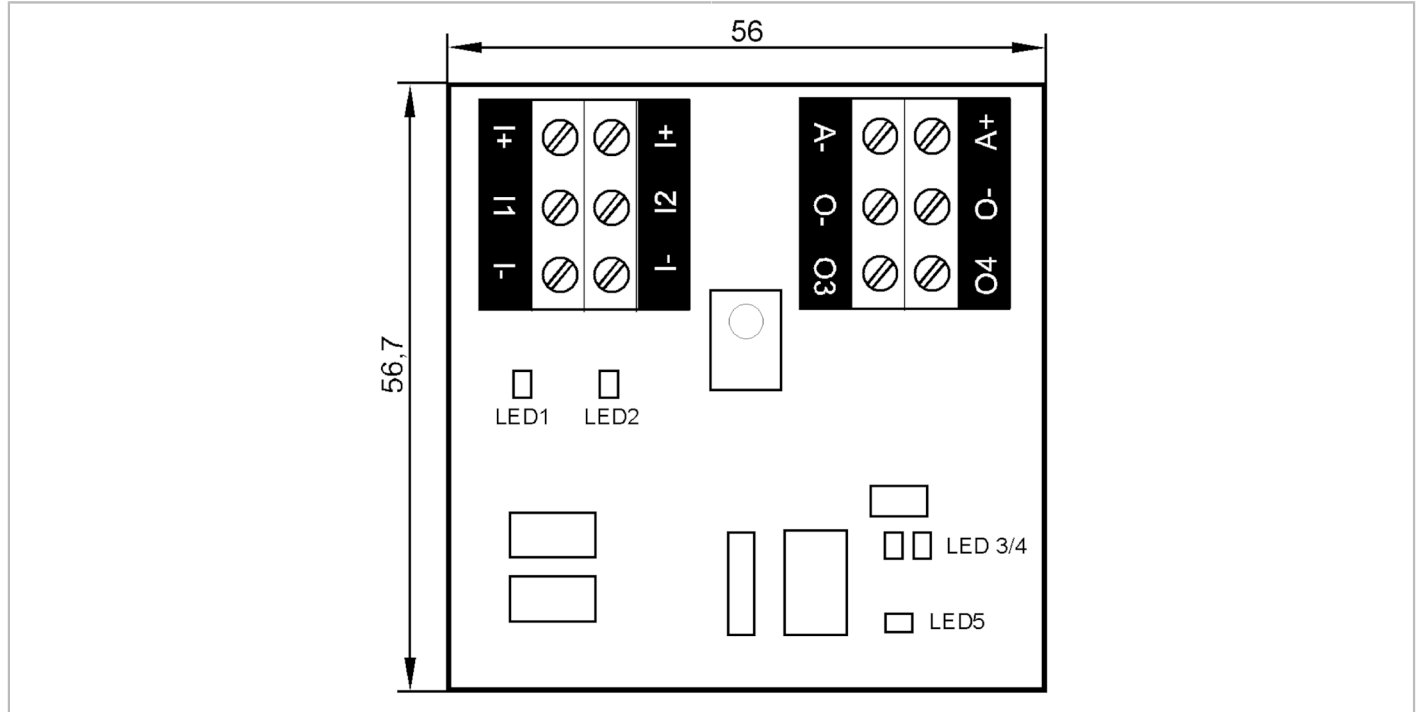 56
I+ I+ A- A+
I1 I2 O- O-
I- I- O3 O4
56,7
LED1 LED2
LED 3/4
LED5